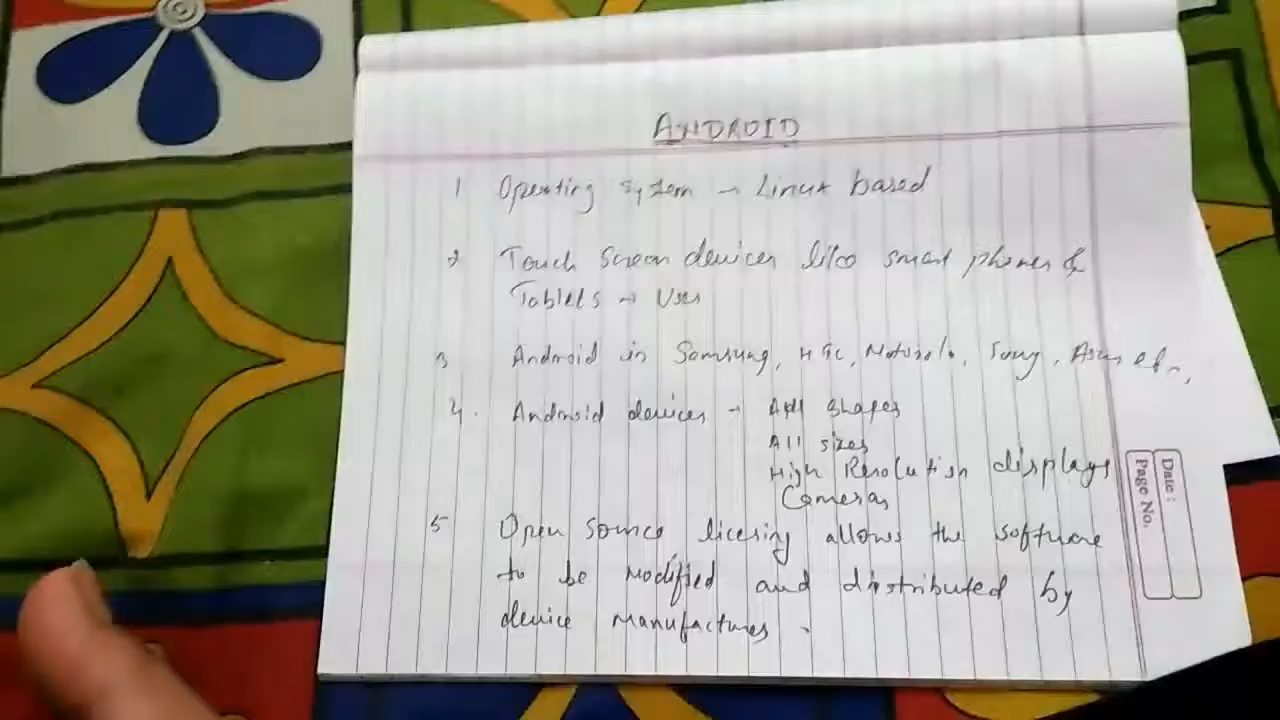 ANDROID
1 Operating system → Linux based
2 Touch Screen devices like smart phones &
Tablets → Uses
3 Android in Samsung, HTC, Motorola, Sony, Asus etc.,
4. Android devices → All shapes
All sizes
High Resolution displays
Cameras
5 Open source licesing allows the software
to be modified and distributed by
device manufactures.
Date :
Page No.